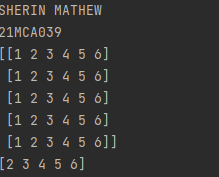 SHERIN MATHEW
21MCA039
[[1 2 3 4 5 6]
 [1 2 3 4 5 6]
 [1 2 3 4 5 6]
 [1 2 3 4 5 6]
 [1 2 3 4 5 6]]
[2 3 4 5 6]